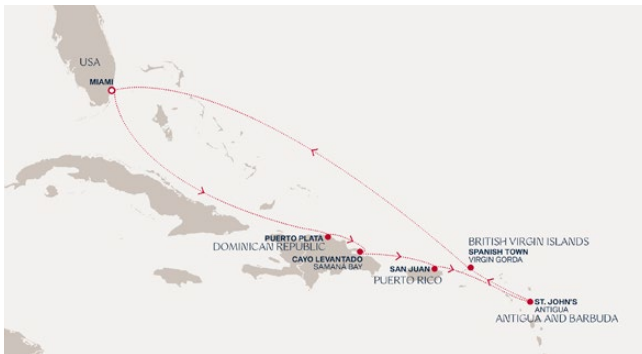 USA
MIAMI
PUERTO PLATA
DOMINICAN REPUBLIC
CAYO LEVANTADO
SAMANA BAY
SAN JUAN
PUERTO RICO
BRITISH VIRGIN ISLANDS
SPANISH TOWN
VIRGIN GORDA
ST. JOHN'S
ANTIGUA
ANTIGUA AND BARBUDA